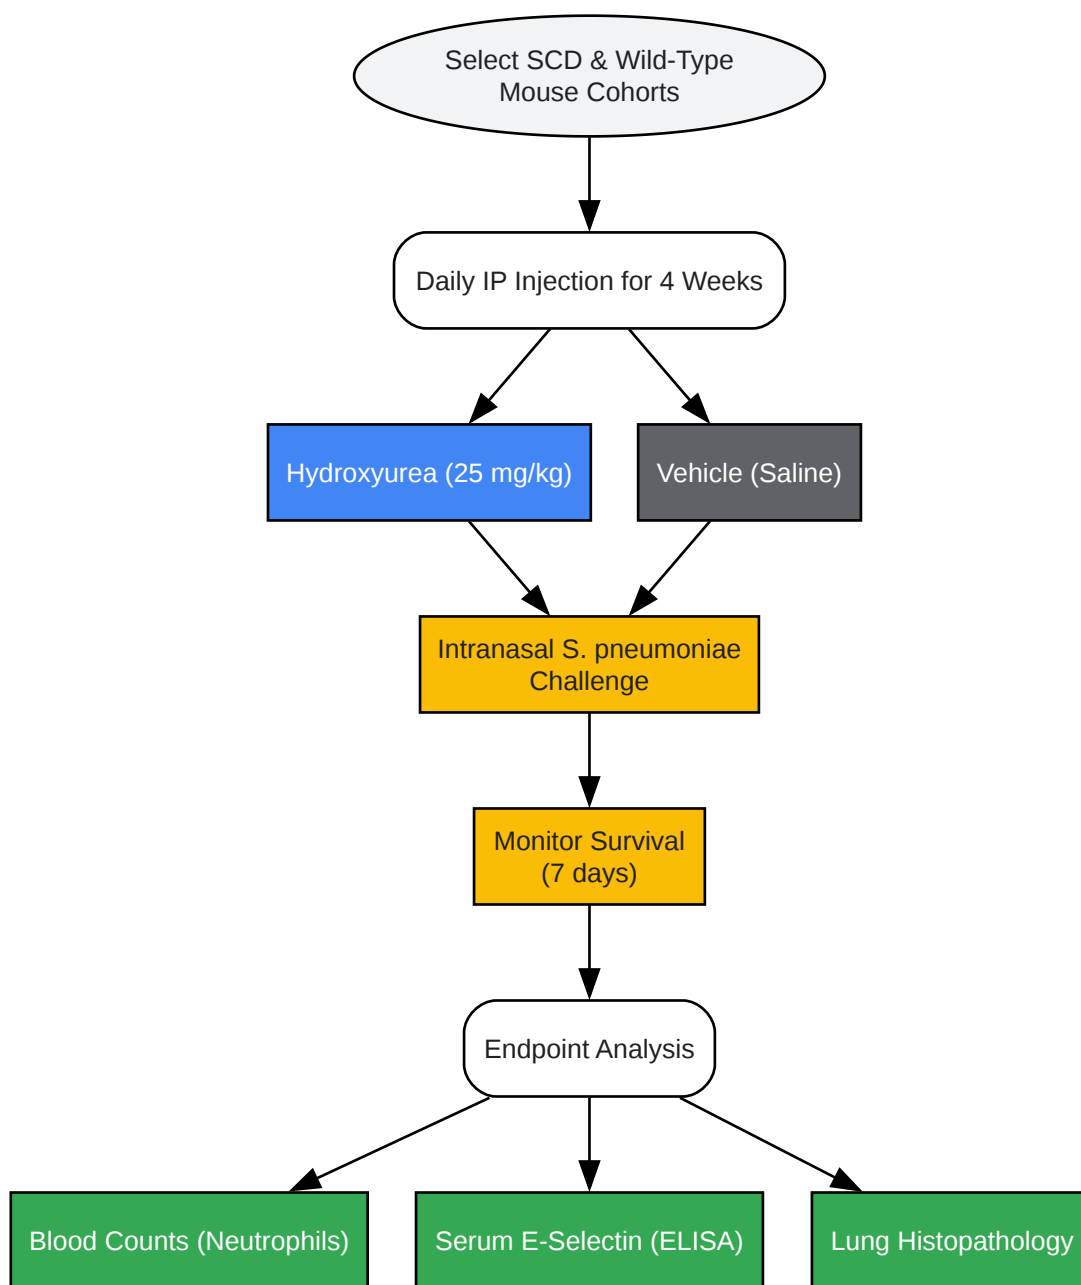 Select SCD & Wild-Type
Mouse Cohorts
Daily IP Injection for 4 Weeks
Hydroxyurea (25 mg/kg)
Vehicle (Saline)
Intranasal S. pneumoniae
Challenge
Monitor Survival
(7 days)
Endpoint Analysis
Blood Counts (Neutrophils)
Serum E-Selectin (ELISA)
Lung Histopathology